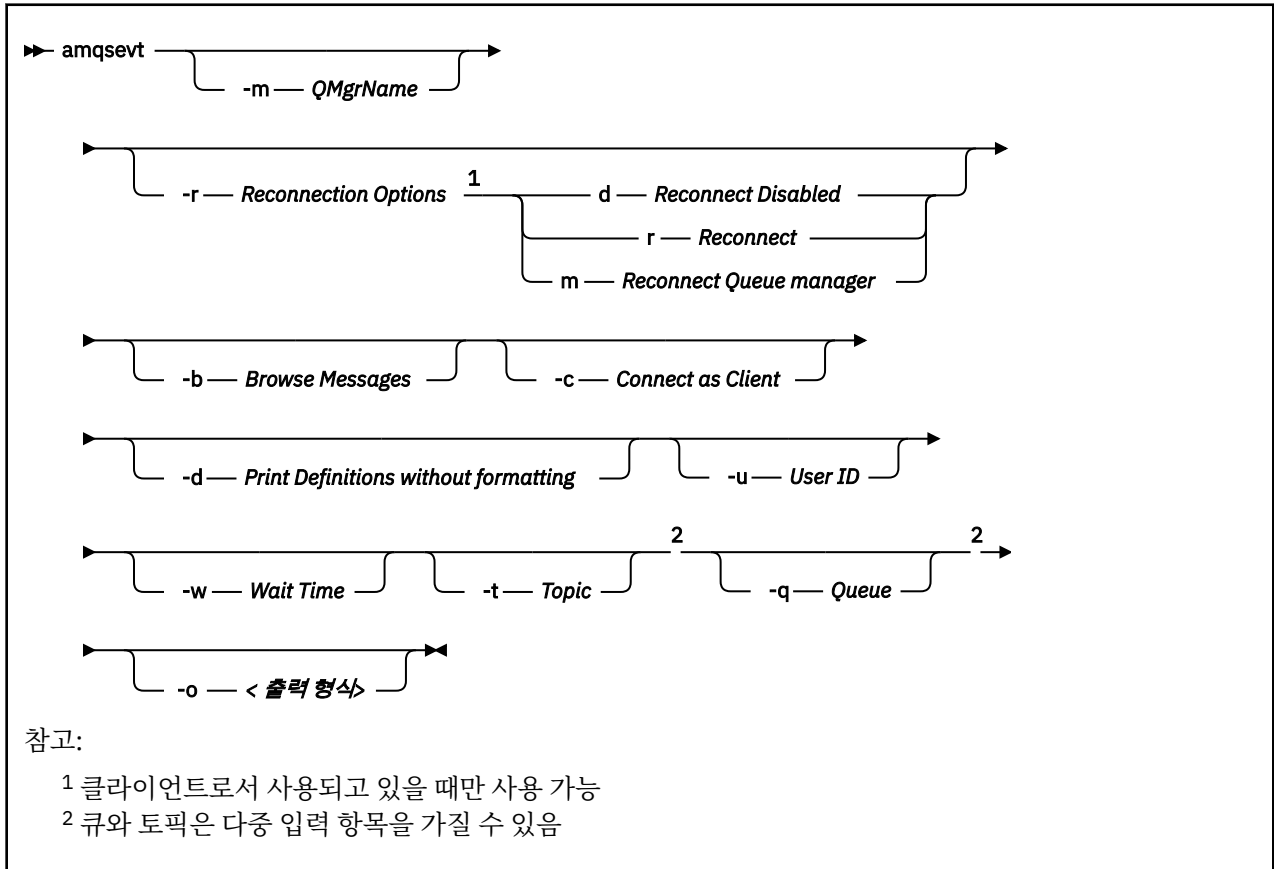 amqsevt
-m QMgrName
-r Reconnection Options 1 d Reconnect Disabled
r Reconnect
m Reconnect Queue manager
-b Browse Messages -c Connect as Client
-d Print Definitions without formatting -u User ID
2 2
-w Wait Time -t Topic -q Queue
-o < 출력 형식>
참고:
1 클라이언트로서 사용되고 있을 때만 사용 가능
2 큐와 토픽은 다중 입력 항목을 가질 수 있음